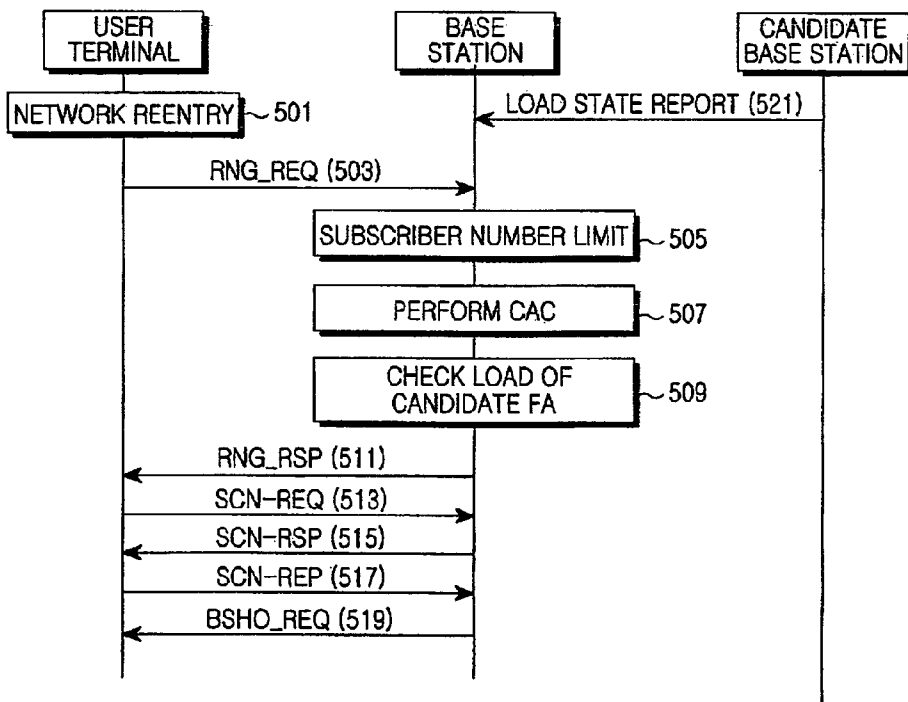 USER
TERMINAL
BASE
STATION
CANDIDATE
BASE STATION
NETWORK REENTRY
501
LOAD STATE REPORT (521)
RNG_REQ (503)
SUBSCRIBER NUMBER LIMIT
505
PERFORM CAC
507
CHECK LOAD OF
CANDIDATE FA
509
RNG_RSP (511)
SCN-REQ (513)
SCN-RSP (515)
SCN-REP (517)
BSHO_REQ (519)